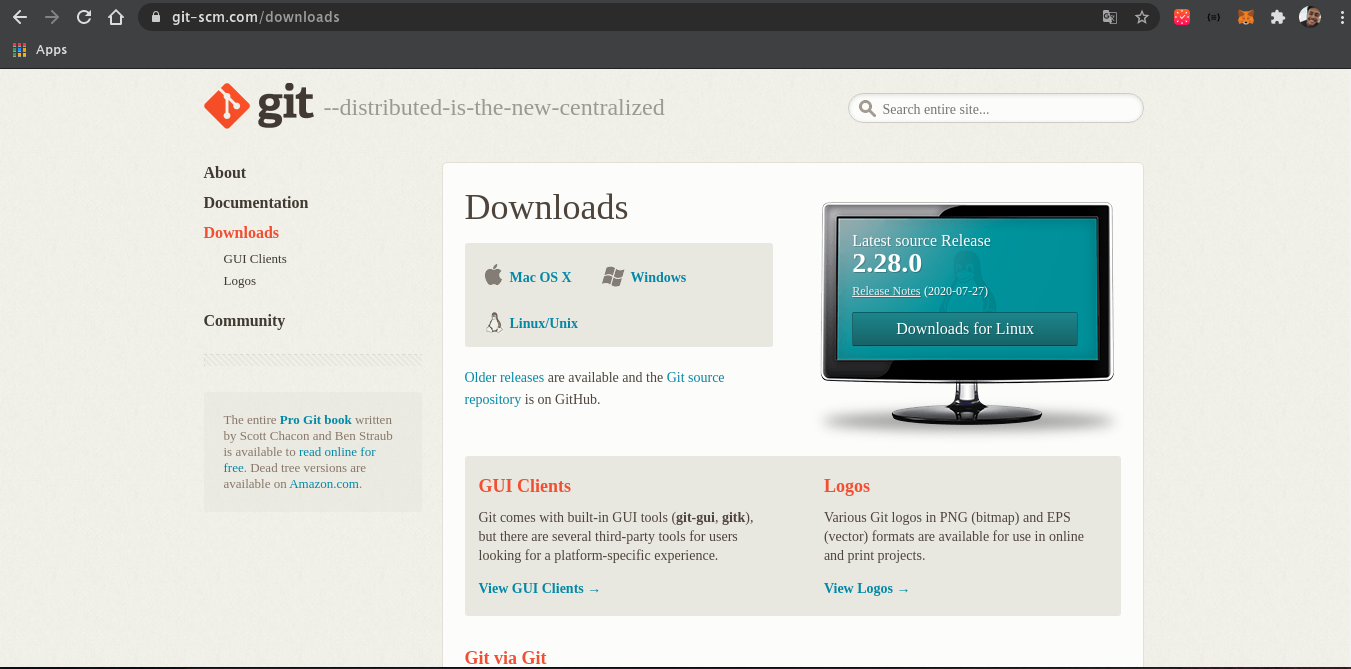 git-scm.com/downloads
Apps
git --distributed-is-the-new-centralized
Search entire site...
About
Documentation
Downloads
GUI Clients
Logos
Community
The entire Pro Git book written
by Scott Chacon and Ben Straub
is available to read online for
free. Dead tree versions are
available on Amazon.com.
Downloads
Mac OS X
Windows
Linux/Unix
Older releases are available and the Git source
repository is on GitHub.
Latest source Release
2.28.0
Release Notes (2020-07-27)
Downloads for Linux
GUI Clients
Git comes with built-in GUI tools (git-gui, gitk),
but there are several third-party tools for users
looking for a platform-specific experience.
View GUI Clients →
Logos
Various Git logos in PNG (bitmap) and EPS
(vector) formats are available for use in online
and print projects.
View Logos →
Git via Git